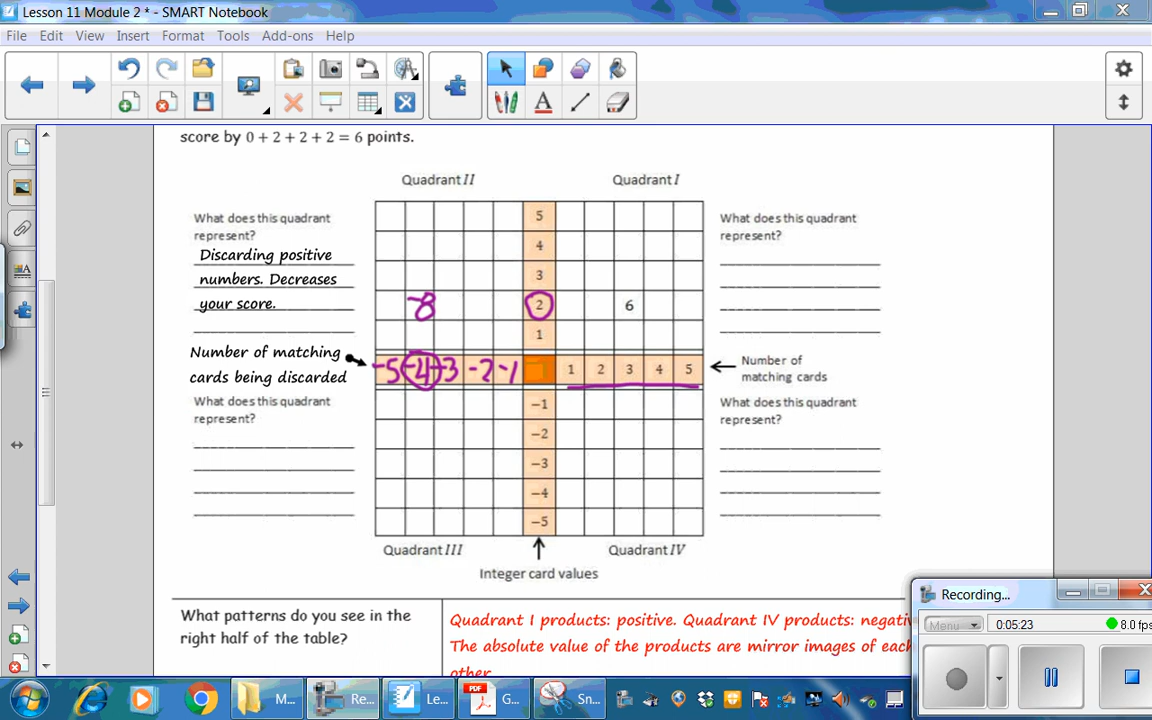 Lesson 11 Module 2 * - SMART Notebook
File Edit View Insert Format Tools Add-ons Help
score by 0 + 2 + 2 + 2 = 6 points.
Quadrant II Quadrant I
What does this quadrant
represent?
Discarding positive
numbers. Decreases
your score.
Number of matching
cards being discarded
What does this quadrant
represent?
5
4
3
-8 2 6
1
-5 -4 -3 -2 -1 1 2 3 4 5
-1
-2
-3
-4
-5
What does this quadrant
represent?
Number of
matching cards
What does this quadrant
represent?
Quadrant III Quadrant IV
Integer card values
What patterns do you see in the
right half of the table?
Quadrant I products: positive. Quadrant IV products:
The absolute value of the products are mirror images of
other
Recording...
Menu 0:05:23 8.0 fps
M... Re... Le... G... Sn...
PDF